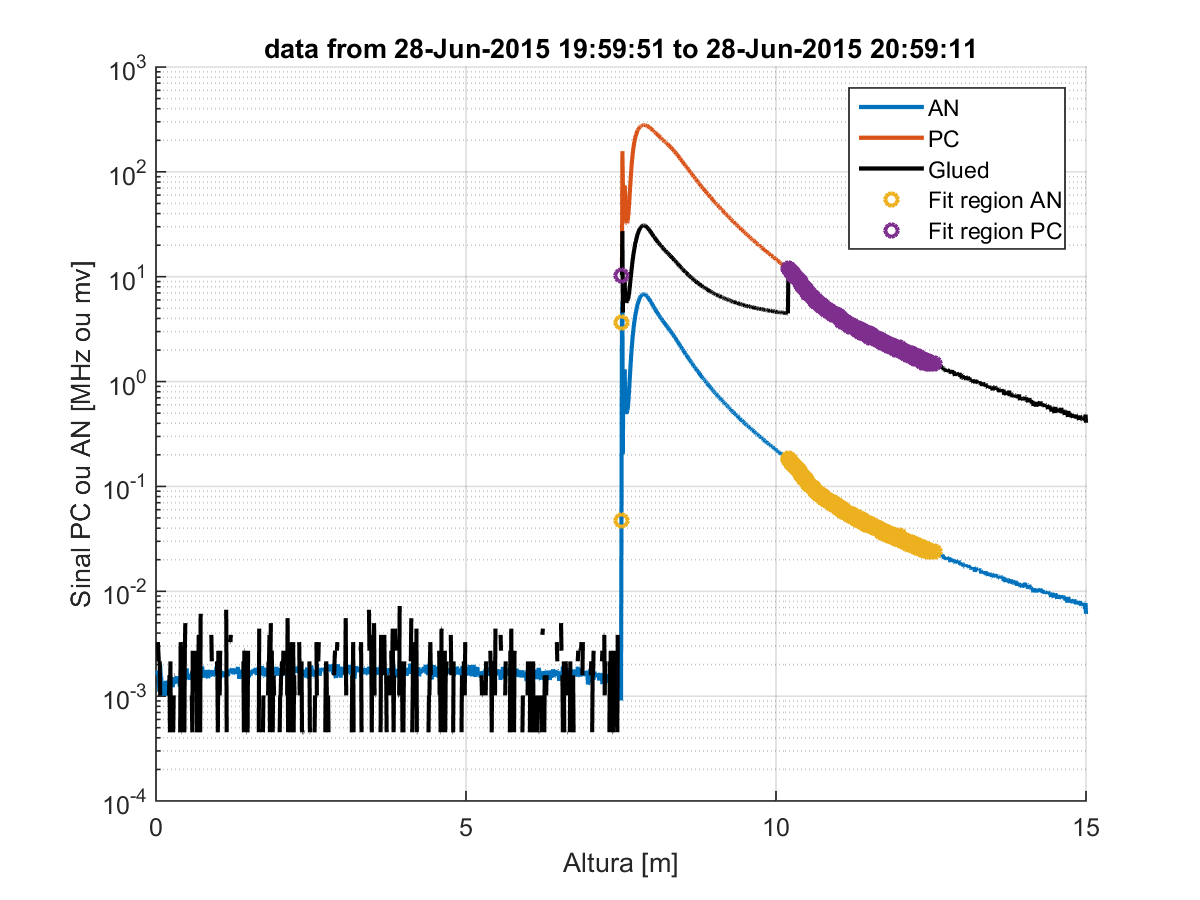 data from 28-Jun-2015 19:59:51 to 28-Jun-2015 20:59:11
AN
PC
Glued
Fit region AN
Fit region PC
Sinal PC ou AN [MHz ou mv]
10^3
10^2
10^1
10^0
10^-1
10^-2
10^-3
10^-4
0 5 10 15
Altura [m]